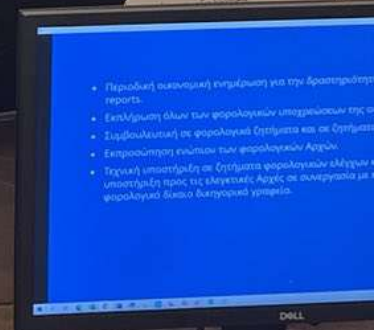 • Περιοδική οικονομική ενημέρωση για την δραστηριότητ
reports.
• Εκπλήρωση όλων των φορολογικών υποχρεώσεων της
• Συμβουλευτική σε φορολογικά ζητήματα και σε ζητήματ
• Εκπροσώπηση ενώπιον των φορολογικών Αρχών.
• Τεχνική υποστήριξη σε ζητήματα φορολογικών ελέγχων
υποστήριξη προς τις ελεγκτικές Αρχές σε συνεργασία με
φορολογικό δίκαιο δικηγορικό γραφείο.
DELL